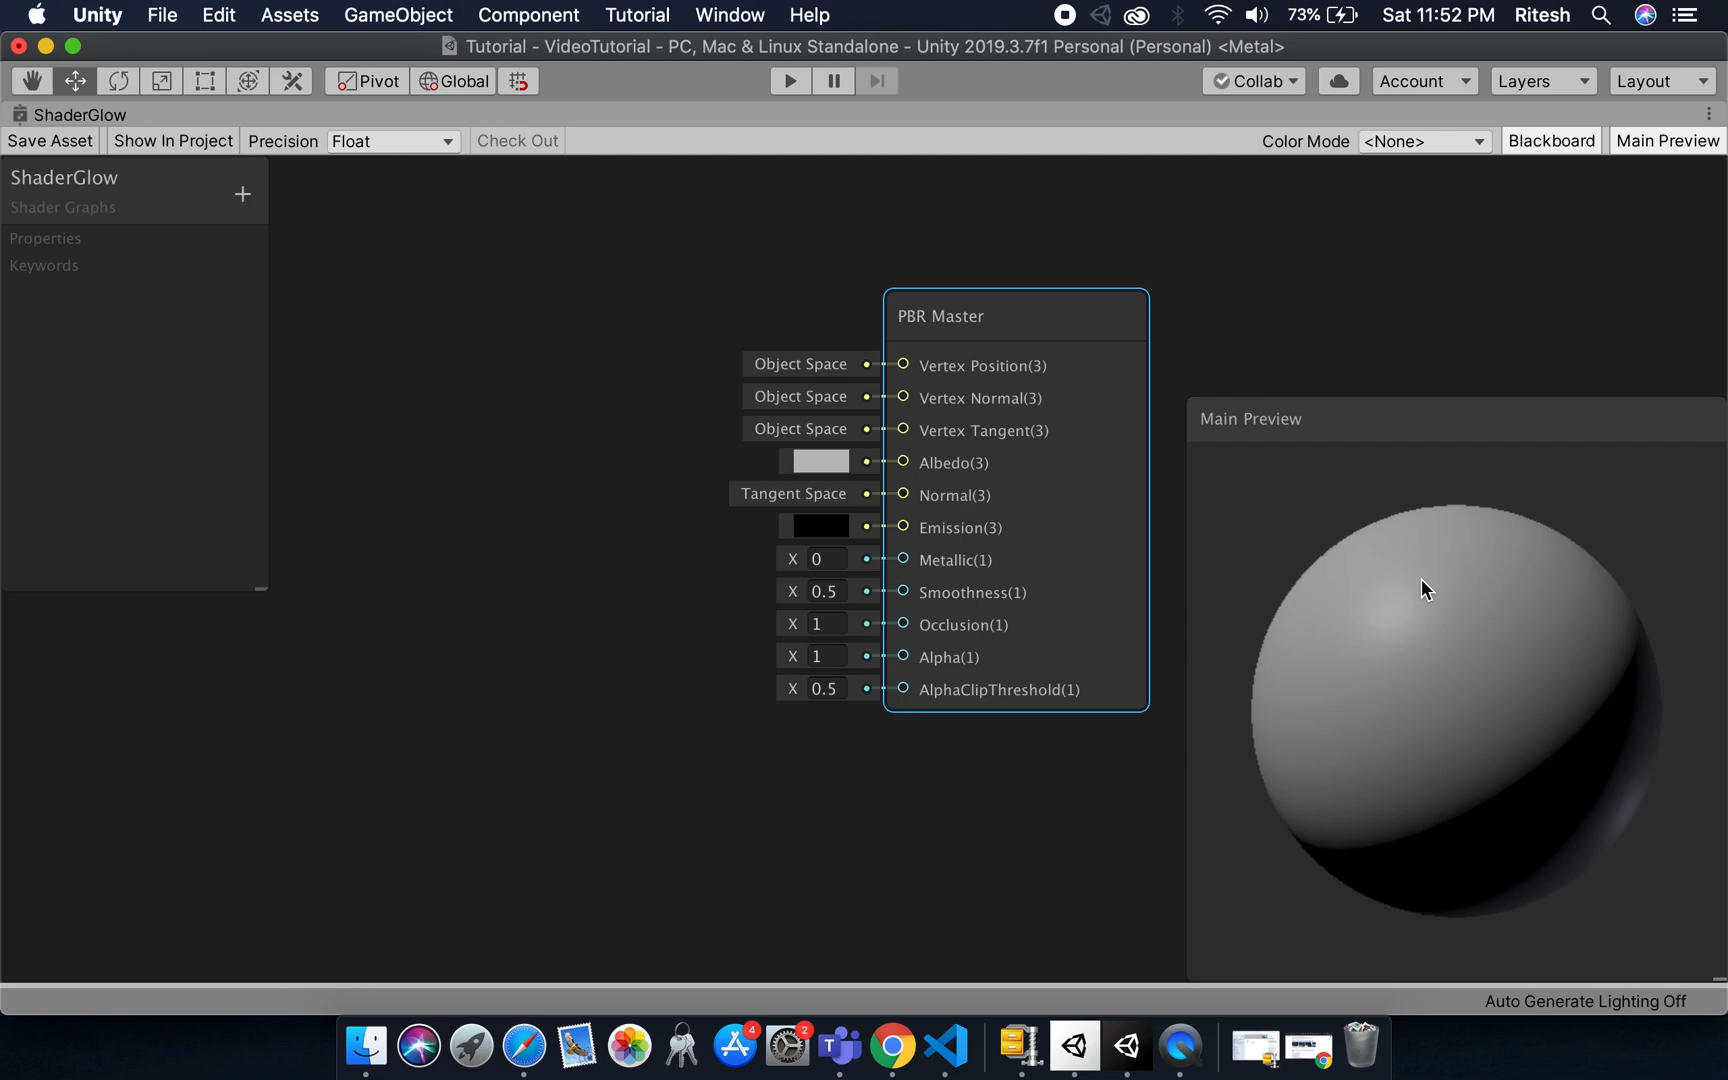 Unity File Edit Assets GameObject Component Tutorial Window Help 73% Sat 11:52 PM Ritesh
Tutorial - VideoTutorial - PC, Mac & Linux Standalone - Unity 2019.3.7f1 Personal (Personal) <Metal>
Pivot Global Collab Account Layers Layout
ShaderGlow
Save Asset Show In Project Precision Float Check Out Color Mode <None> Blackboard Main Preview
ShaderGlow
+
Shader Graphs
Properties
Keywords
PBR Master
Object Space Vertex Position(3)
Object Space Vertex Normal(3)
Object Space Vertex Tangent(3)
Albedo(3)
Tangent Space Normal(3)
Emission(3)
X 0 Metallic(1)
X 0.5 Smoothness(1)
X 1 Occlusion(1)
X 1 Alpha(1)
X 0.5 AlphaClipThreshold(1)
Main Preview
Auto Generate Lighting Off
4 2
T